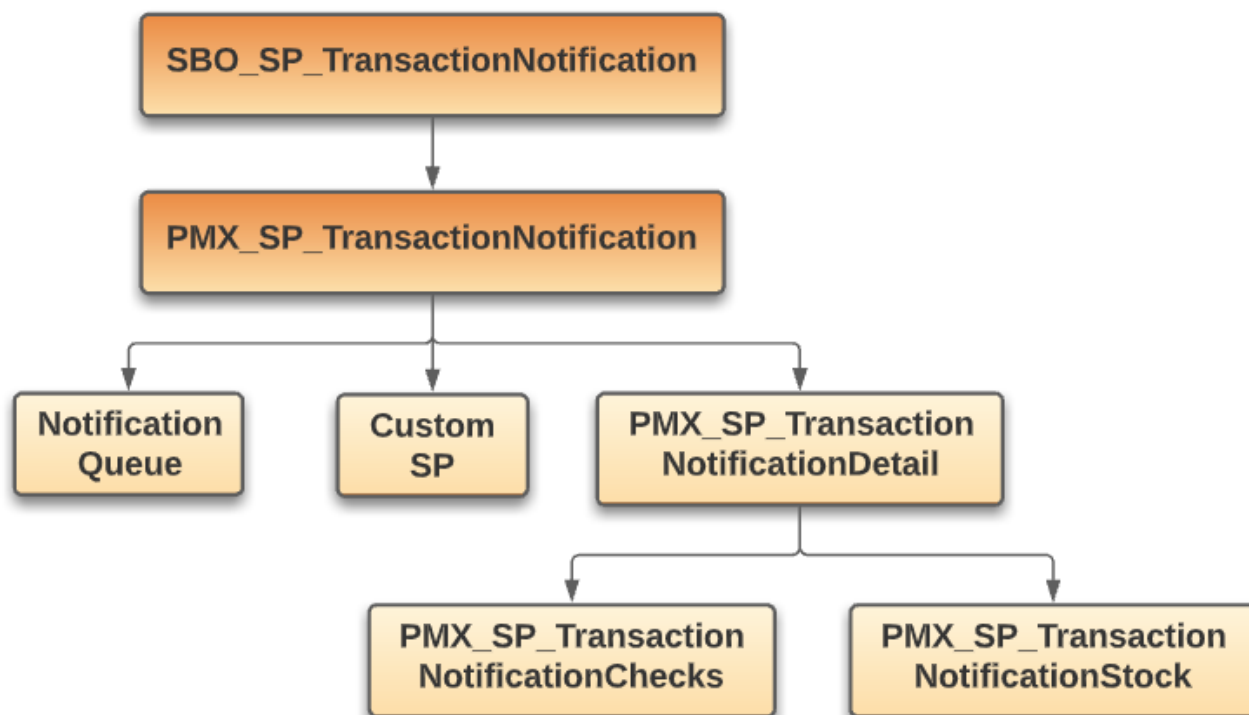 SBO_SP_TransactionNotification
PMX_SP_TransactionNotification
Notification
Queue
Custom
SP
PMX_SP_Transaction
NotificationDetail
PMX_SP_Transaction
NotificationChecks
PMX_SP_Transaction
NotificationStock